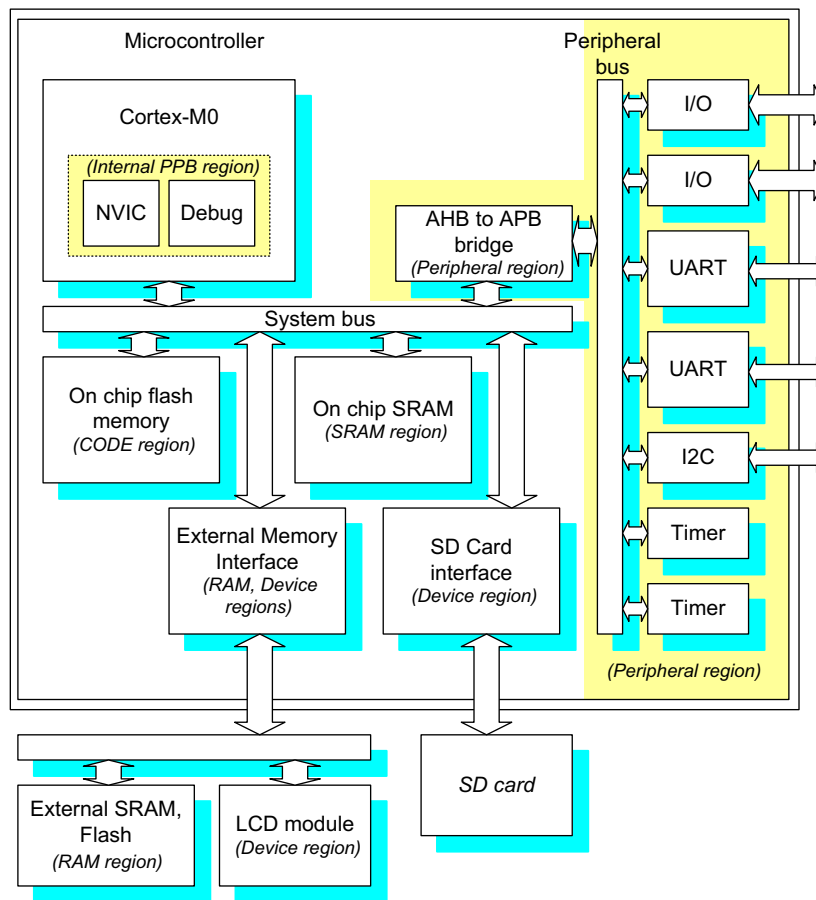 Microcontroller
Peripheral
bus
Cortex-M0
(Internal PPB region)
NVIC
Debug
AHB to APB
bridge
(Peripheral region)
System bus
On chip flash
memory
(CODE region)
On chip SRAM
(SRAM region)
External Memory
Interface
(RAM, Device
regions)
SD Card
interface
(Device region)
I/O
I/O
UART
UART
I2C
Timer
Timer
(Peripheral region)
External SRAM,
Flash
(RAM region)
LCD module
(Device region)
SD card